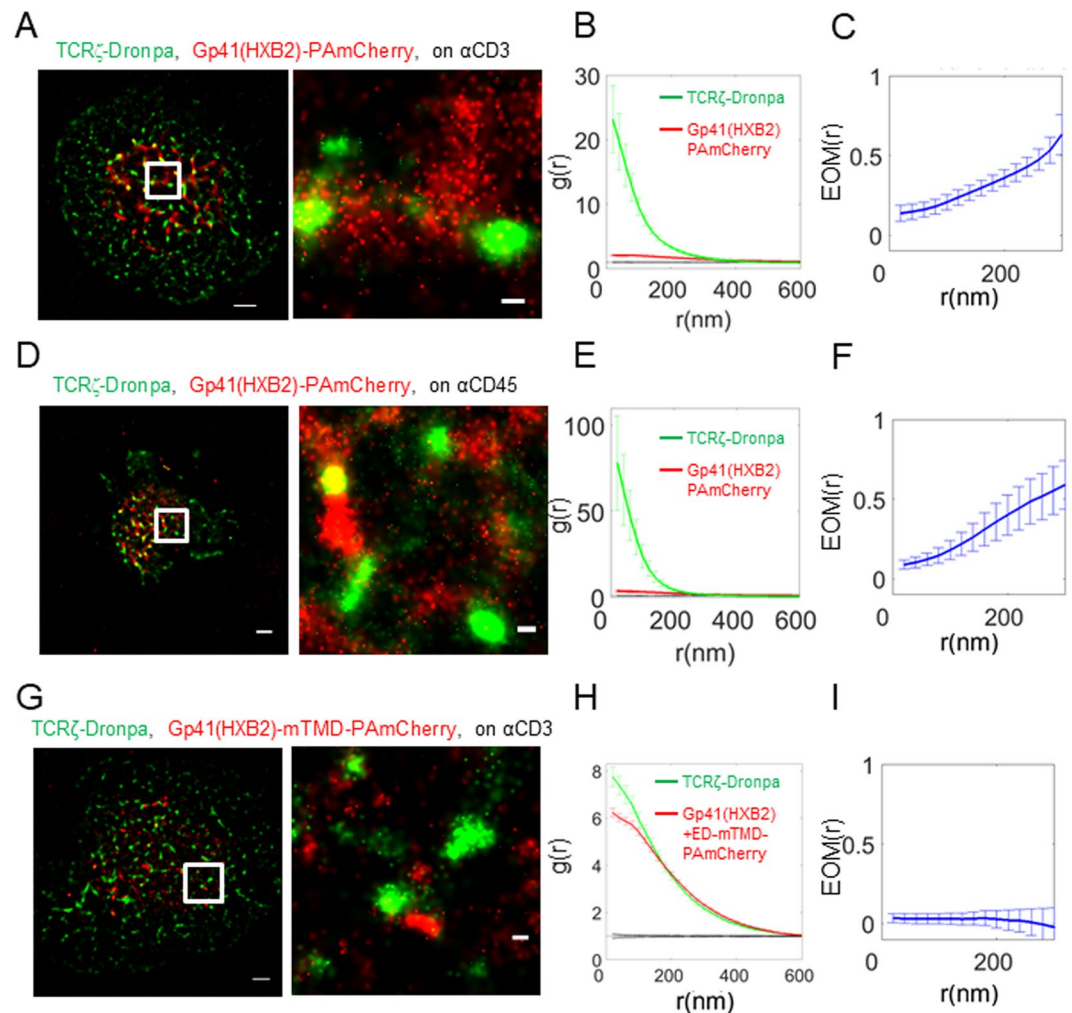 A
TCRζ-Dronpa, Gp41(HXB2)-PAmCherry, on αCD3
B
30
20
10
0
g(r)
TCRζ-Dronpa
Gp41(HXB2)
PAmCherry
0 200 400 600
r(nm)
C
1
0.5
0
EOM(r)
0 200
r(nm)
D
TCRζ-Dronpa, Gp41(HXB2)-PAmCherry, on αCD45
E
100
50
0
g(r)
TCRζ-Dronpa
Gp41(HXB2)
PAmCherry
0 200 400 600
r(nm)
F
1
0.5
0
EOM(r)
0 200
r(nm)
G
TCRζ-Dronpa, Gp41(HXB2)-mTMD-PAmCherry, on αCD3
H
8
6
4
2
0
g(r)
TCRζ-Dronpa
Gp41(HXB2)
+ED-mTMD-
PAmCherry
0 200 400 600
r(nm)
I
1
0.5
0
EOM(r)
0 200
r(nm)